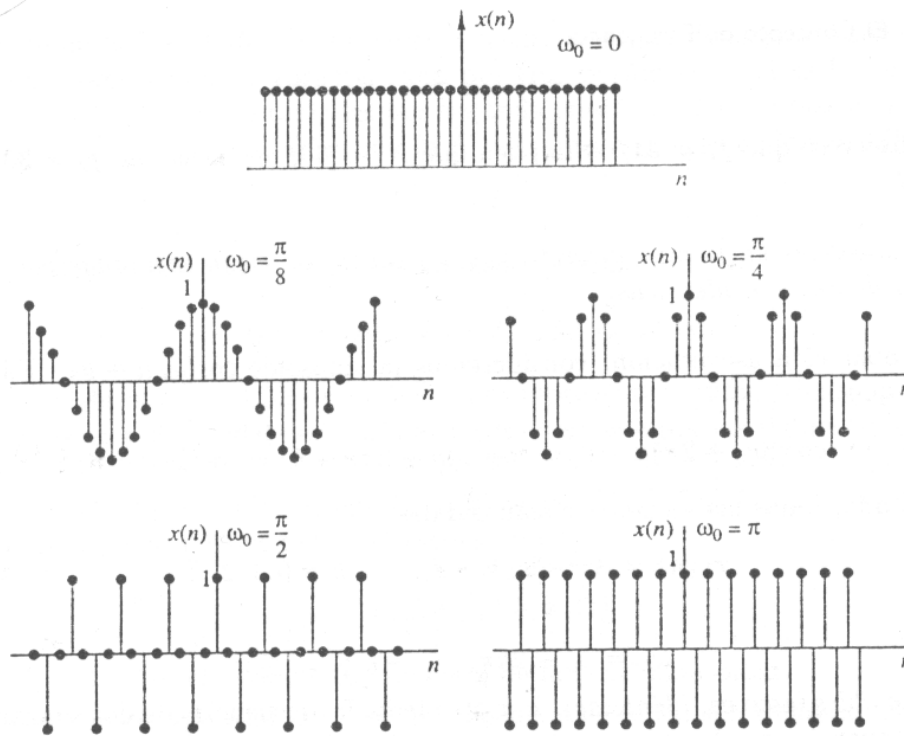 x(n)
ω₀ = 0
n
x(n) ω₀ = π/8
1
n
x(n) ω₀ = π/4
1
n
x(n) ω₀ = π/2
1
n
x(n) ω₀ = π
1
n